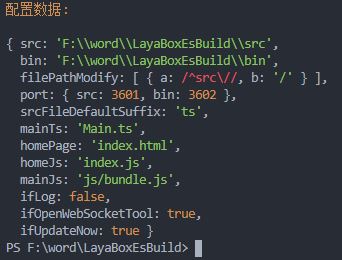 配置数据：
{ src: 'F:\\word\\LayaBoxEsBuild\\src',
bin: 'F:\\word\\LayaBoxEsBuild\\bin',
filePathModify: [ { a: /^src\//, b: '/' } ],
port: { src: 3601, bin: 3602 },
srcFileDefaultSuffix: 'ts',
mainTs: 'Main.ts',
homePage: 'index.html',
homeJs: 'index.js',
mainJs: 'js/bundle.js',
ifLog: false,
ifOpenWebSocketTool: true,
ifUpdateNow: true }
PS F:\word\LayaBoxEsBuild>